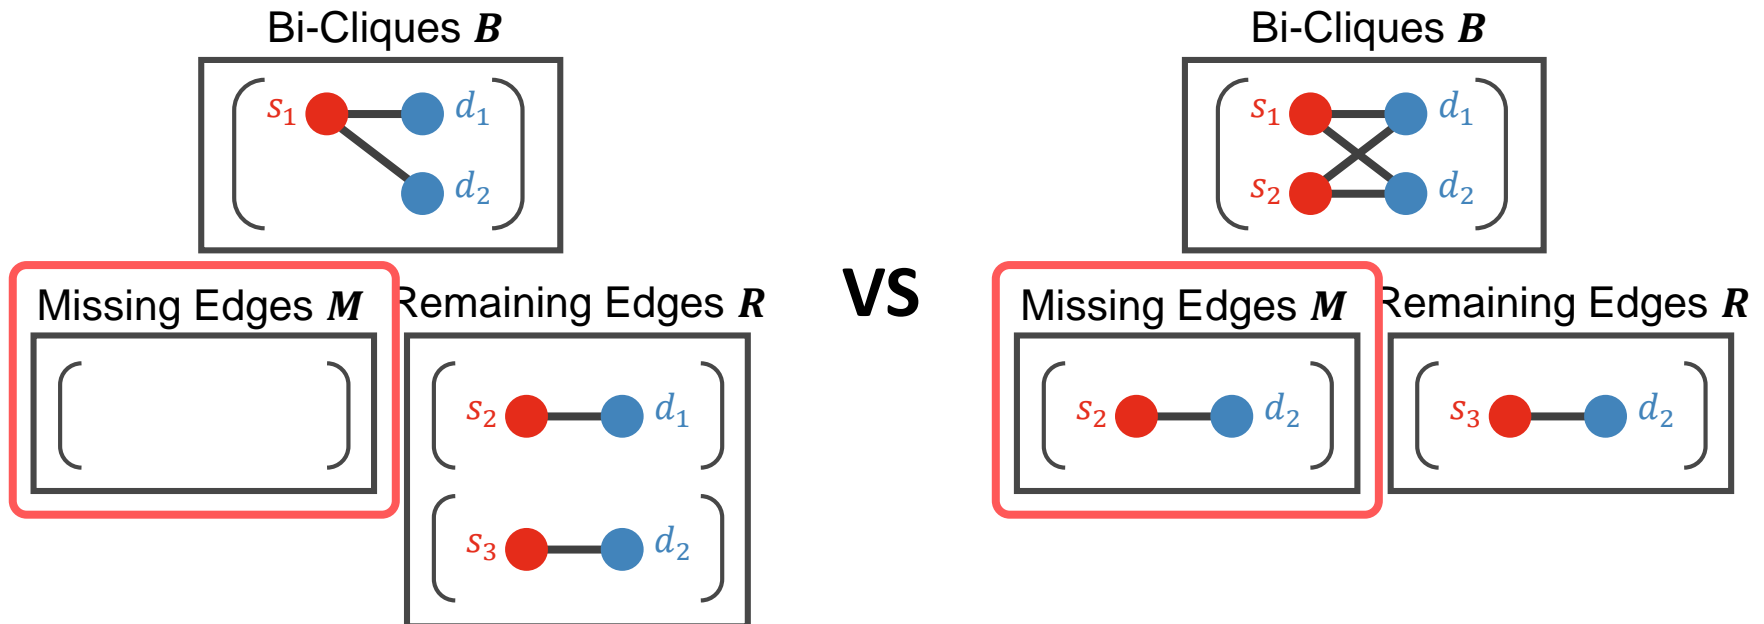 Bi-Cliques B
s1 d1
d2
Missing Edges M
Remaining Edges R
s2 d1
s3 d2
VS
Bi-Cliques B
s1 d1
s2 d2
Missing Edges M
Remaining Edges R
s2 d2
s3 d2